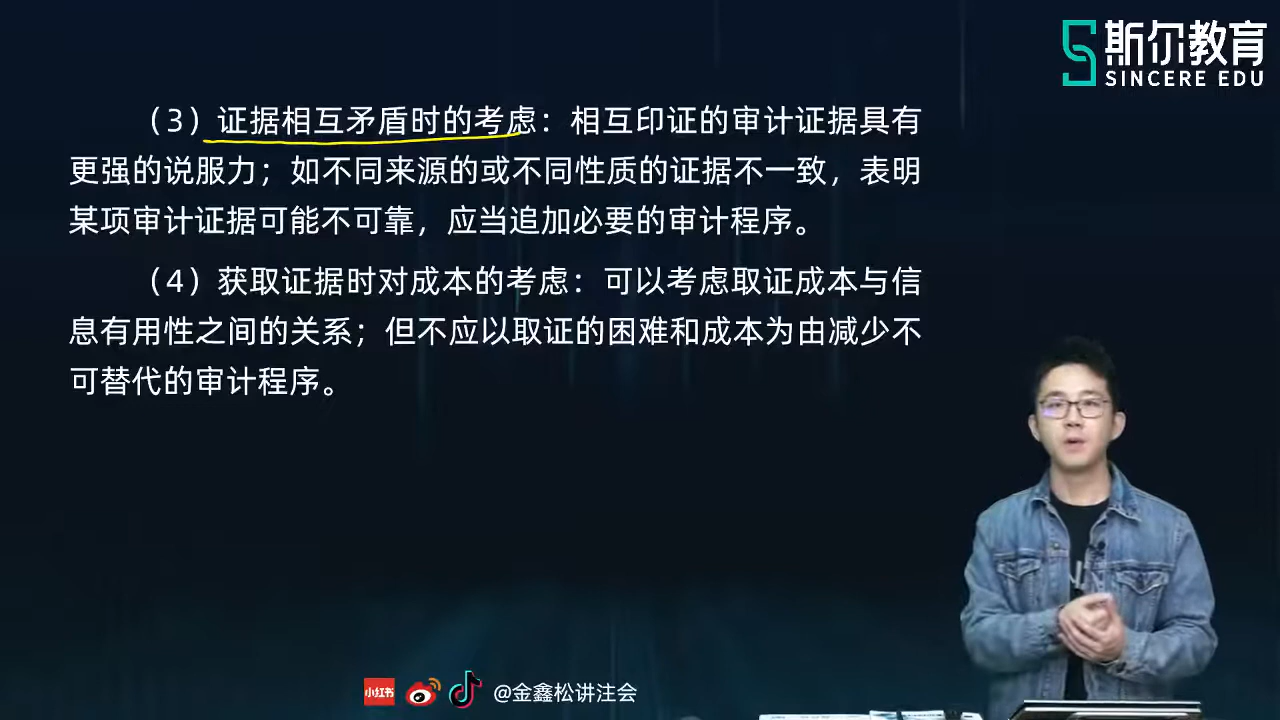 斯尔教育
SINCERE EDU
（3）证据相互矛盾时的考虑：相互印证的审计证据具有
更强的说服力；如不同来源的或不同性质的证据不一致，表明
某项审计证据可能不可靠，应当追加必要的审计程序。
（4）获取证据时对成本的考虑：可以考虑取证成本与信
息有用性之间的关系；但不应以取证的困难和成本为由减少不
可替代的审计程序。
小红书
@金鑫松讲注会